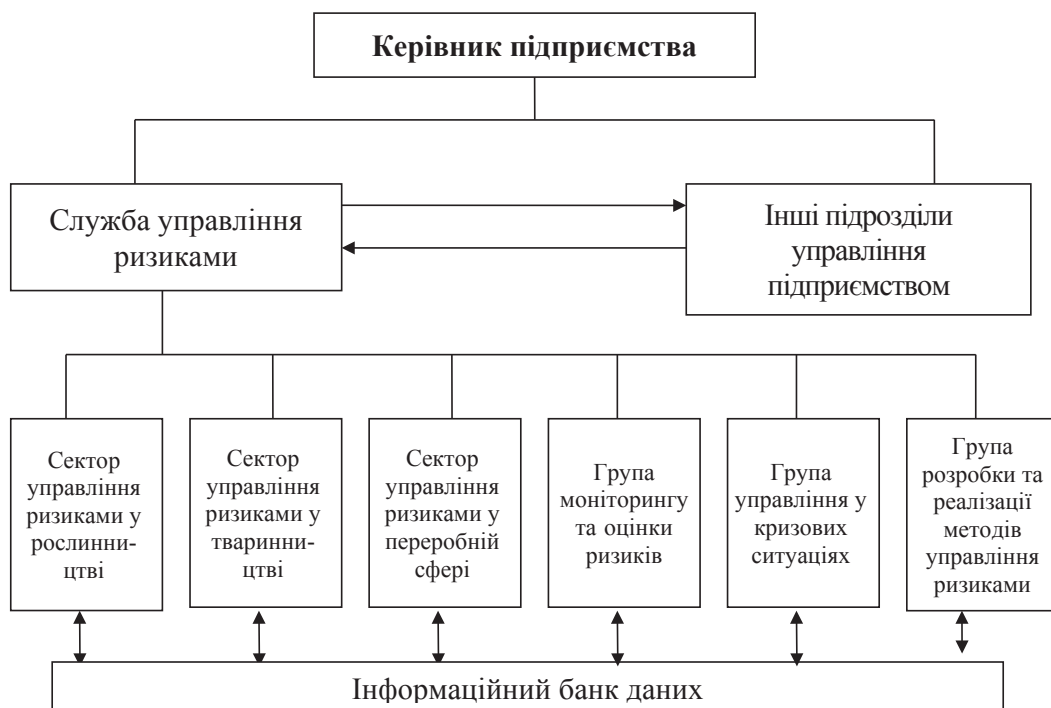 Керівник підприємства
Служба управління
ризиками
Інші підрозділи
управління
підприємством
Сектор
управління
ризиками у
рослинни-
цтві
Сектор
управління
ризиками у
тваринни-
цтві
Сектор
управління
ризиками у
переробній
сфері
Група
моніторингу
та оцінки
ризиків
Група
управління у
кризових
ситуаціях
Група
розробки та
реалізації
методів
управління
ризиками
Інформаційний банк даних